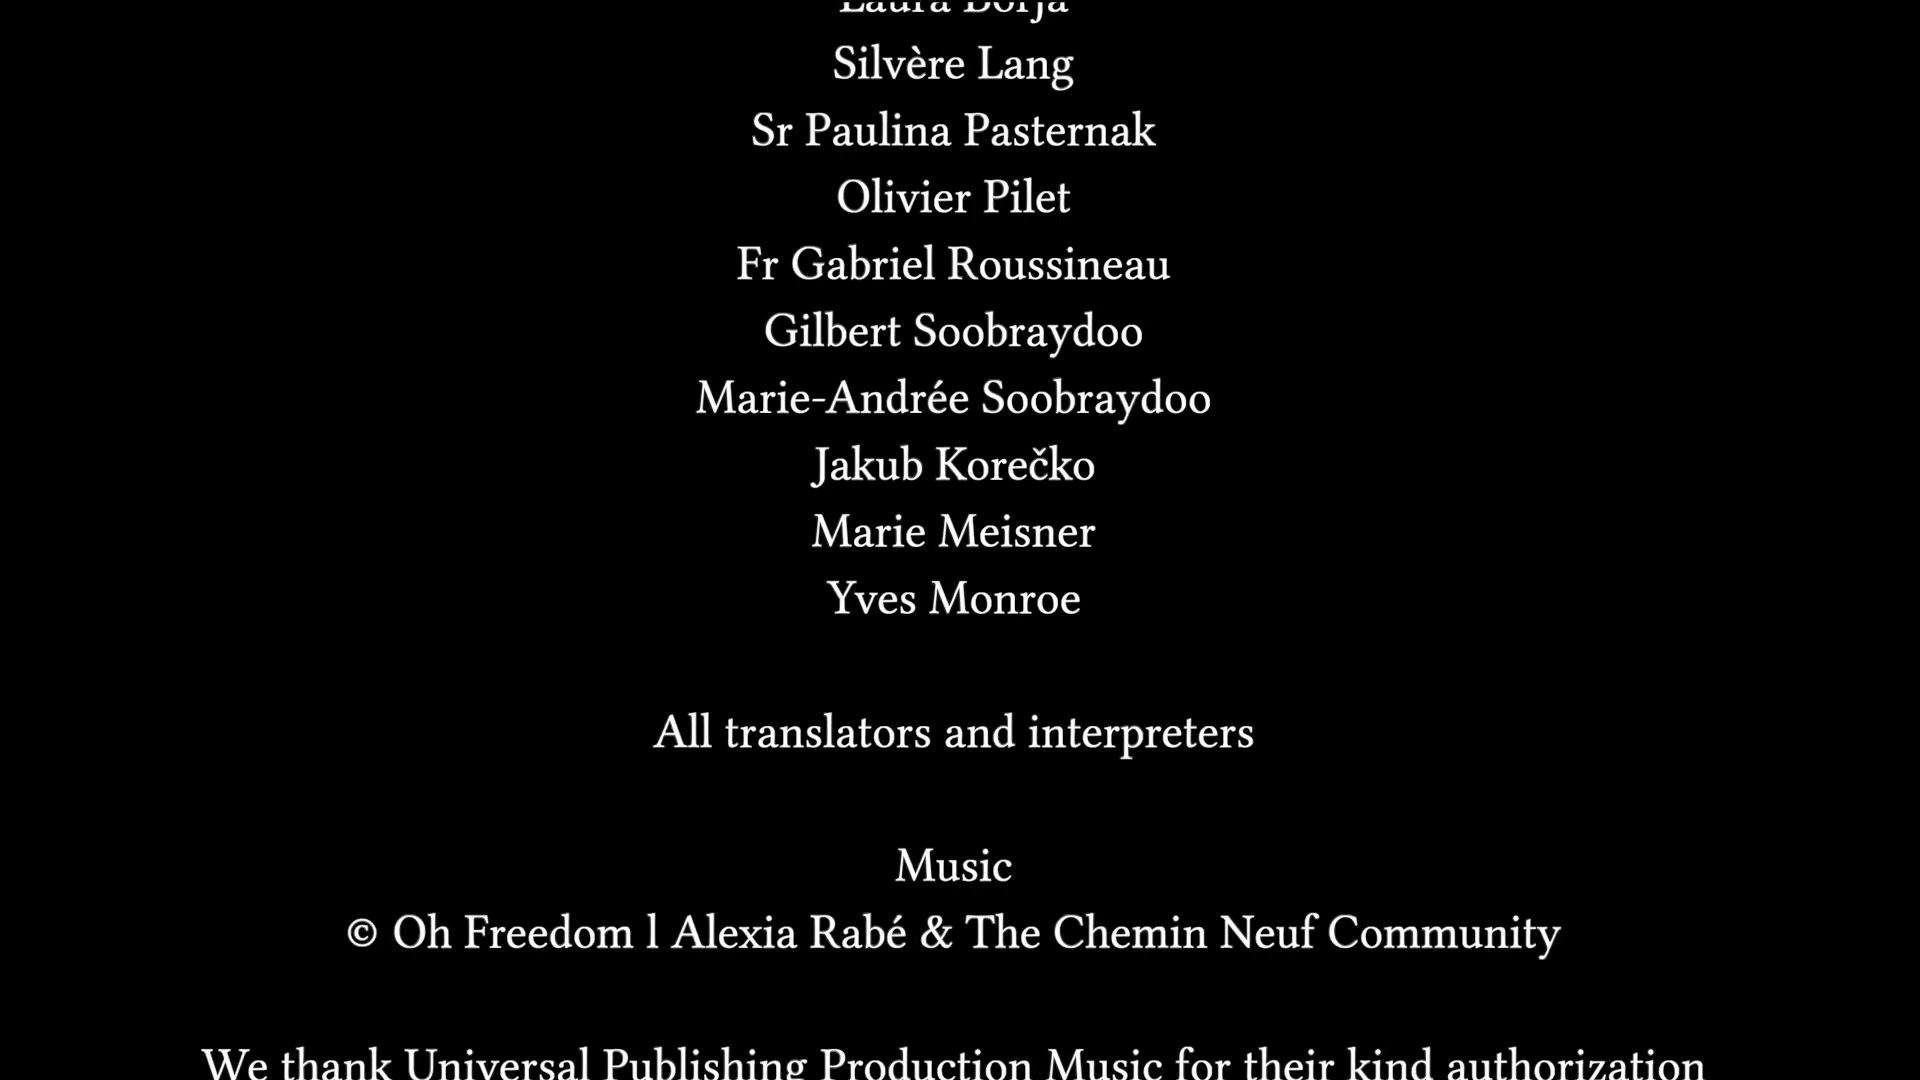 Laura Borja
Silvère Lang
Sr Paulina Pasternak
Olivier Pilet
Fr Gabriel Roussineau
Gilbert Soobraydoo
Marie-Andrée Soobraydoo
Jakub Korečko
Marie Meisner
Yves Monroe
All translators and interpreters
Music
© Oh Freedom l Alexia Rabé & The Chemin Neuf Community
We thank Universal Publishing Production Music for their kind authorization